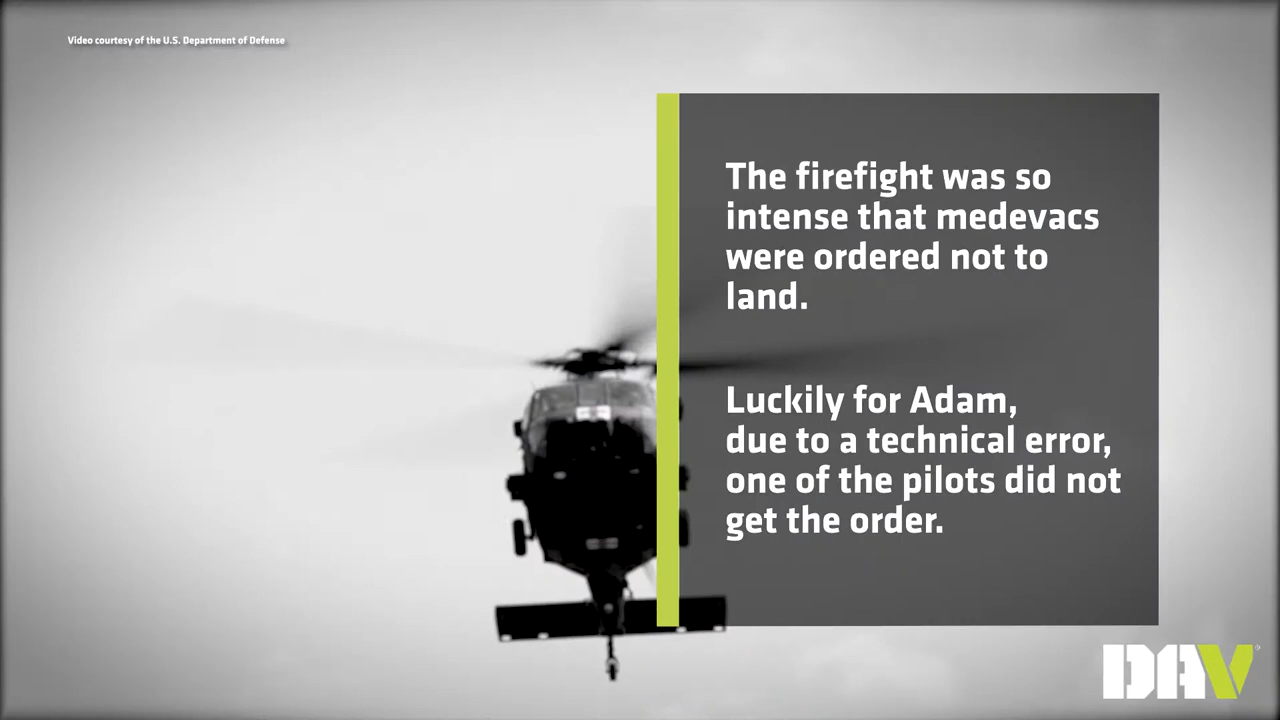 Video courtesy of the U.S. Department of Defense
The firefight was so
intense that medevacs
were ordered not to
land.
Luckily for Adam,
due to a technical error,
one of the pilots did not
get the order.
DAV®